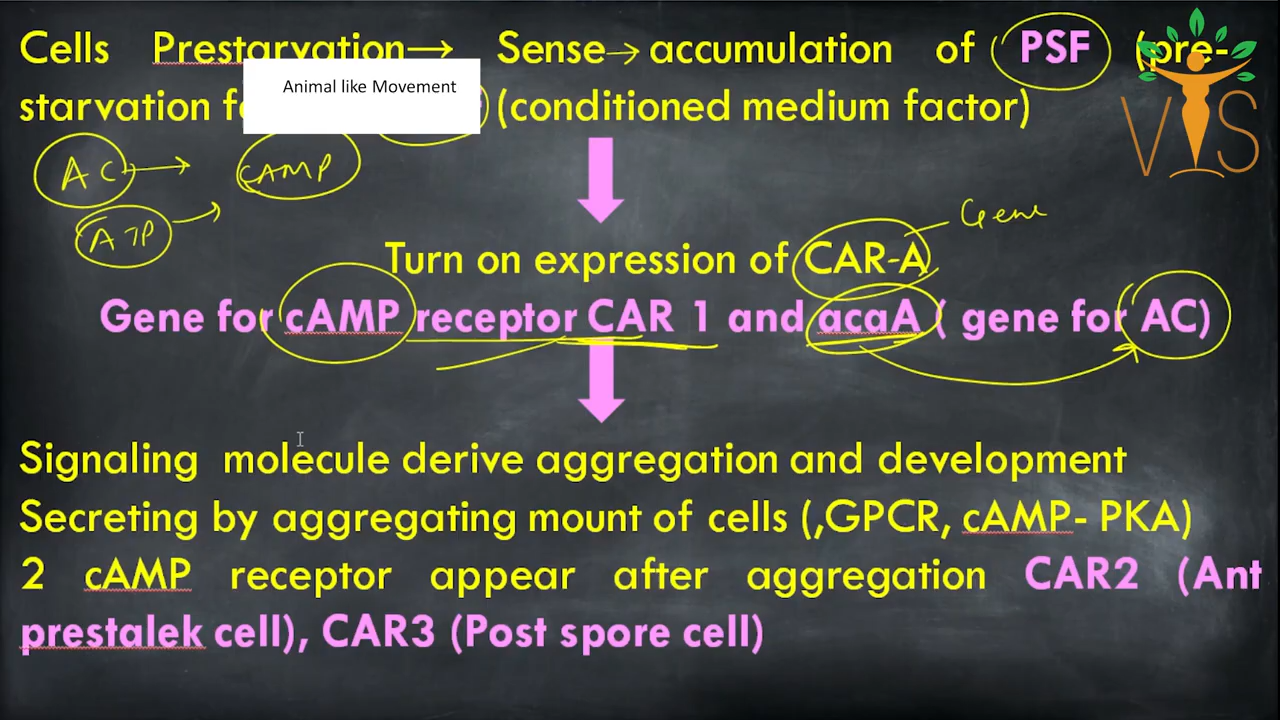 Cells Prestarvation→ Sense→ accumulation of PSF (pre-
starvation (conditioned medium factor)
Animal like Movement
VIS
AC → cAMP
ATP →
Gene
Turn on expression of CAR-A
Gene for cAMP receptor CAR 1 and acaA ( gene for AC)
Signaling molecule derive aggregation and development
Secreting by aggregating mount of cells (,GPCR, cAMP- PKA)
2 cAMP receptor appear after aggregation CAR2 (Ant
prestalek cell), CAR3 (Post spore cell)